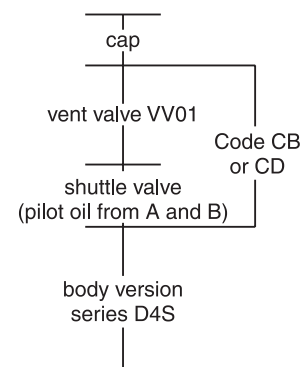 cap
vent valve VV01
Code CB
or CD
shuttle valve
(pilot oil from A and B)
body version
series D4S